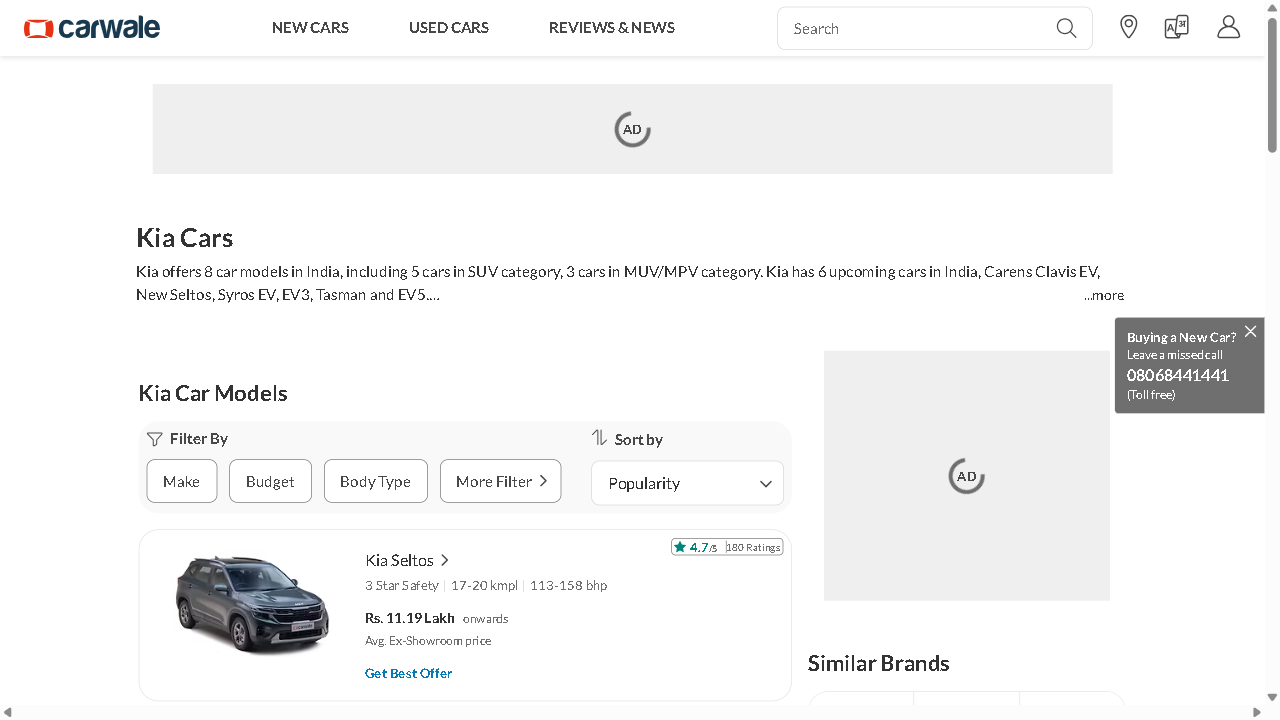 carwale
NEW CARS
USED CARS
REVIEWS & NEWS
Search
AD
Kia Cars
Kia offers 8 car models in India, including 5 cars in SUV category, 3 cars in MUV/MPV category. Kia has 6 upcoming cars in India, Carens Clavis EV,
New Seltos, Syros EV, EV3, Tasman and EV5....
...more
Buying a New Car?
Leave a missed call
08068441441
(Toll free)
Kia Car Models
Filter By
Sort by
Make
Budget
Body Type
More Filter
Popularity
AD
4.7/5
180 Ratings
Kia Seltos
3 Star Safety
17-20 kmpl
113-158 bhp
Rs. 11.19 Lakh onwards
Avg. Ex-Showroom price
Get Best Offer
Similar Brands